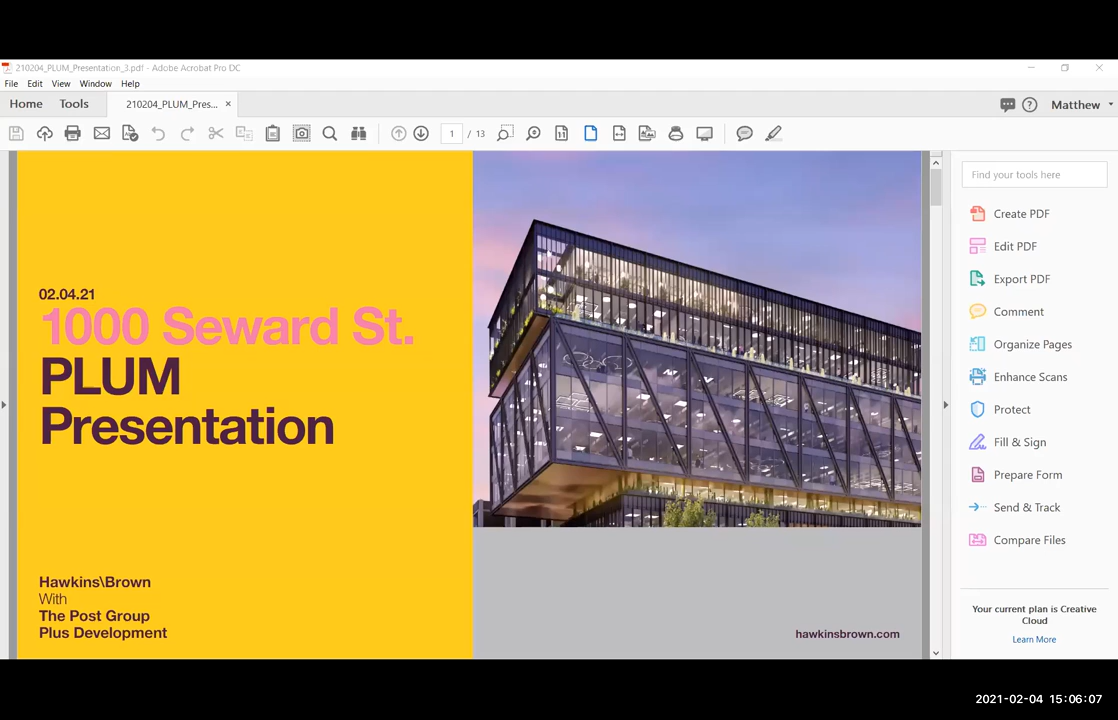 210204_PLUM_Presentation_3.pdf - Adobe Acrobat Pro DC
File Edit View Window Help
Home Tools 210204_PLUM_Pres... × Matthew
1 / 13
Find your tools here
02.04.21
1000 Seward St.
PLUM
Presentation
Hawkins\Brown
With
The Post Group
Plus Development
hawkinsbrown.com
Create PDF
Edit PDF
Export PDF
Comment
Organize Pages
Enhance Scans
Protect
Fill & Sign
Prepare Form
Send & Track
Compare Files
Your current plan is Creative
Cloud
Learn More
2021-02-04 15:06:07